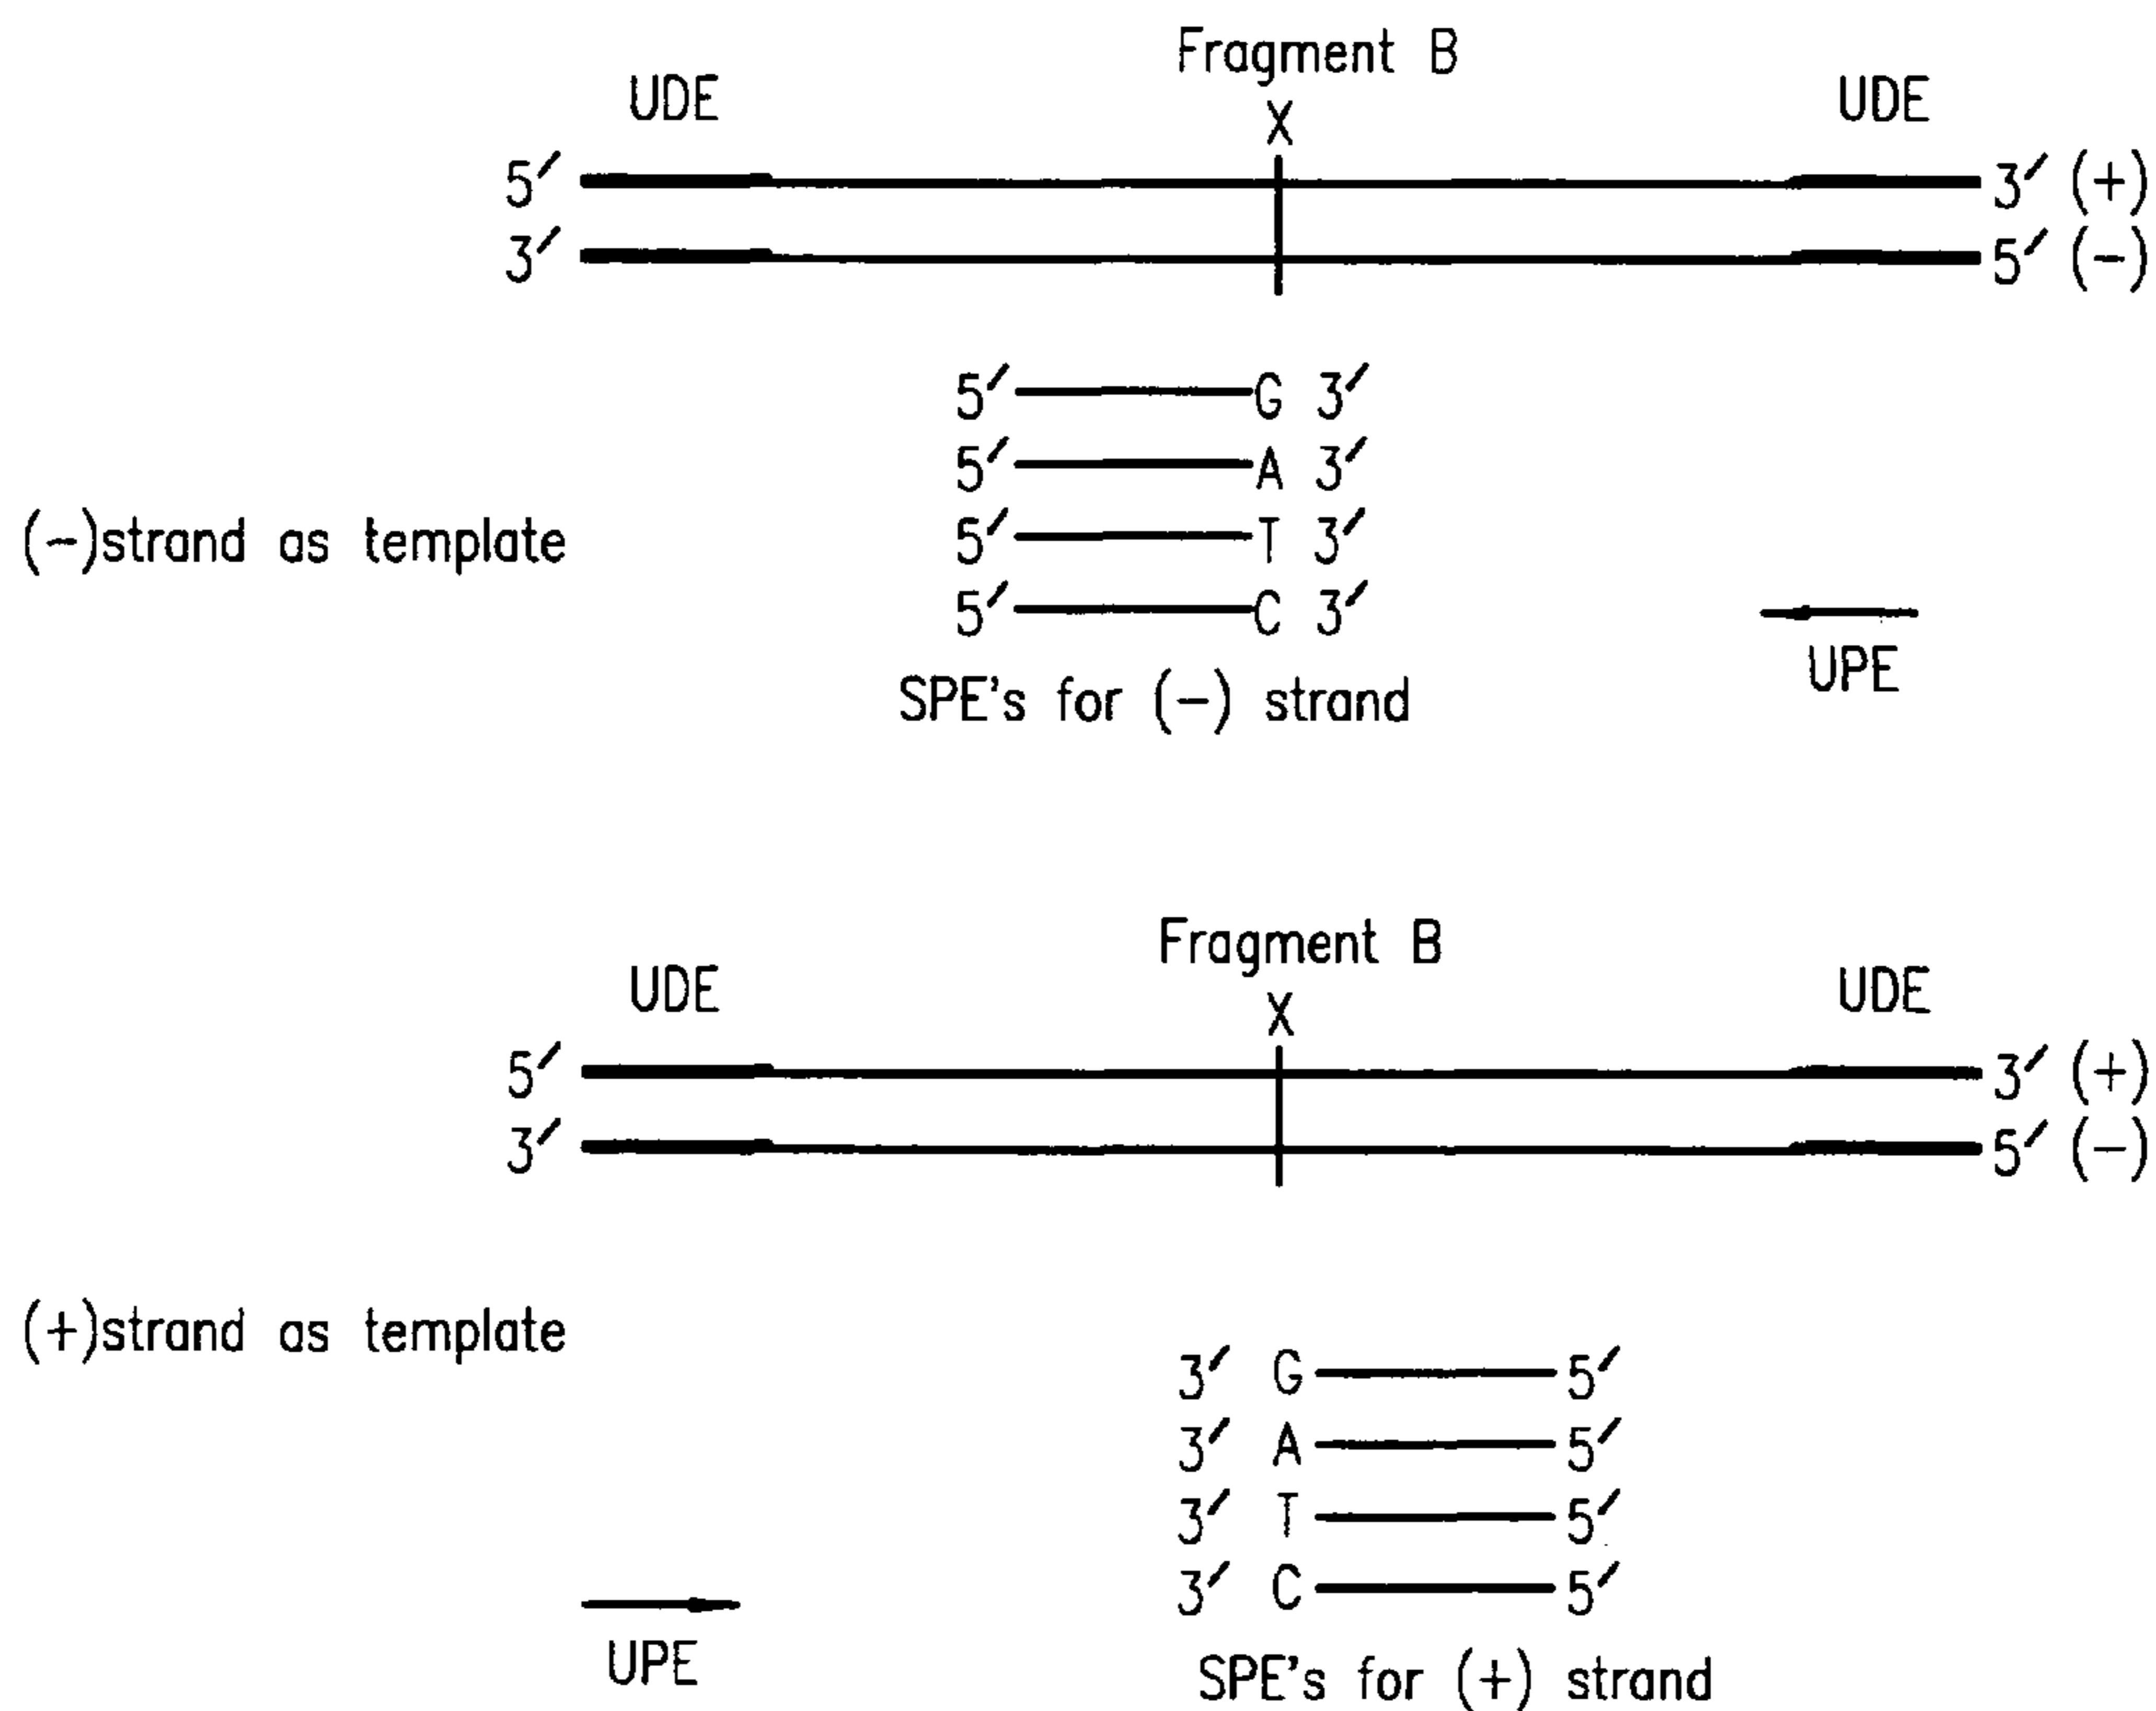 Fragment B
UDE X UDE
5′ 3′ (+)
3′ 5′ (−)
5′ G 3′
5′ A 3′
(−)strand as template 5′ T 3′
5′ C 3′
UPE
SPE's for (−) strand
Fragment B
UDE X UDE
5′ 3′ (+)
3′ 5′ (−)
(+)strand as template
3′ G 5′
3′ A 5′
3′ T 5′
3′ C 5′
UPE
SPE's for (+) strand